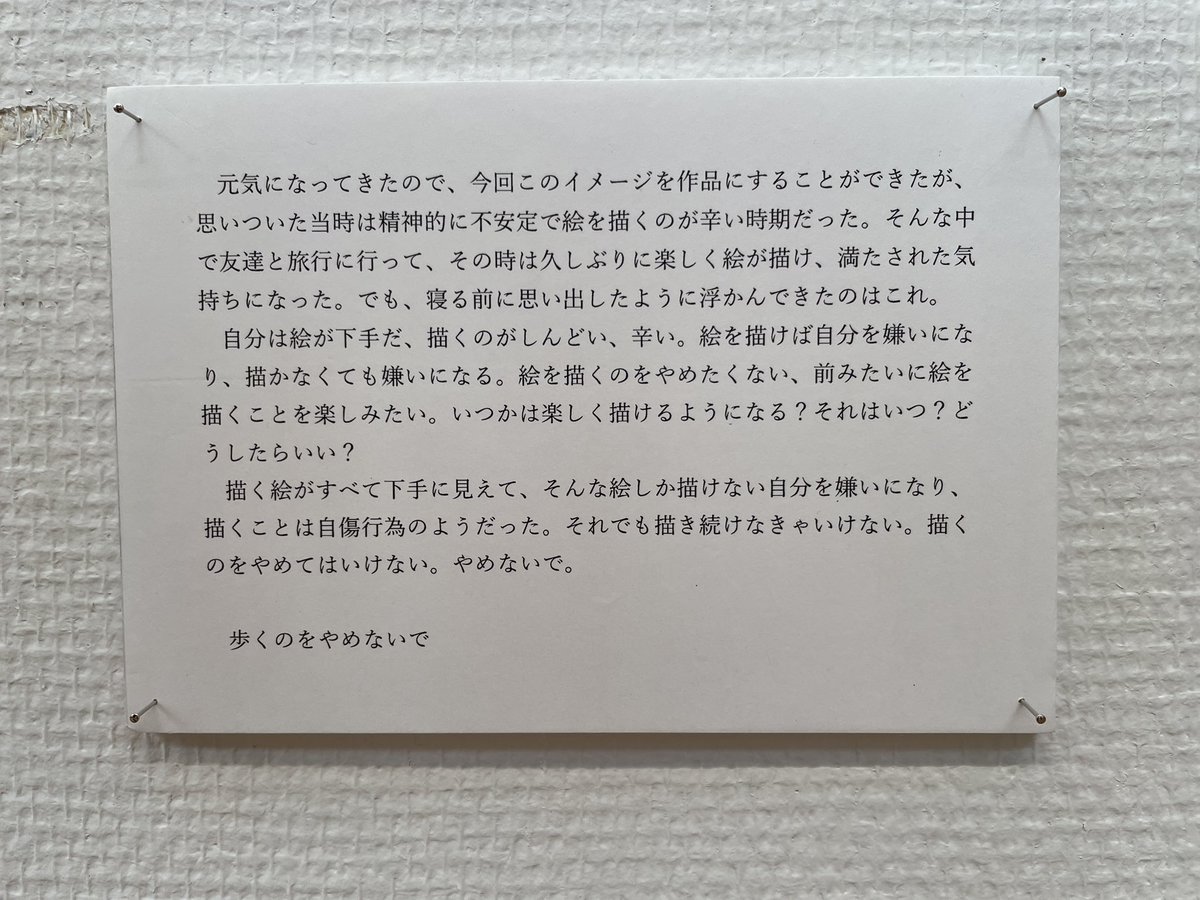 元気になってきたので、今回このイメージを作品にすることができたが、
思いついた当時は精神的に不安定で絵を描くのが辛い時期だった。そんな中
で友達と旅行に行って、その時は久しぶりに楽しく絵が描け、満たされた気
持ちになった。でも、寝る前に思い出したように浮かんできたのはこれ。
　自分は絵が下手だ、描くのがしんどい、辛い。絵を描けば自分を嫌いにな
り、描かなくても嫌いになる。絵を描くのをやめたくない、前みたいに絵を
描くことを楽しみたい。いつかは楽しく描けるようになる？それはいつ？ど
うしたらいい？
　描く絵がすべて下手に見えて、そんな絵しか描けない自分を嫌いになり、
描くことは自傷行為のようだった。それでも描き続けなきゃいけない。描く
のをやめてはいけない。やめないで。
　歩くのをやめないで